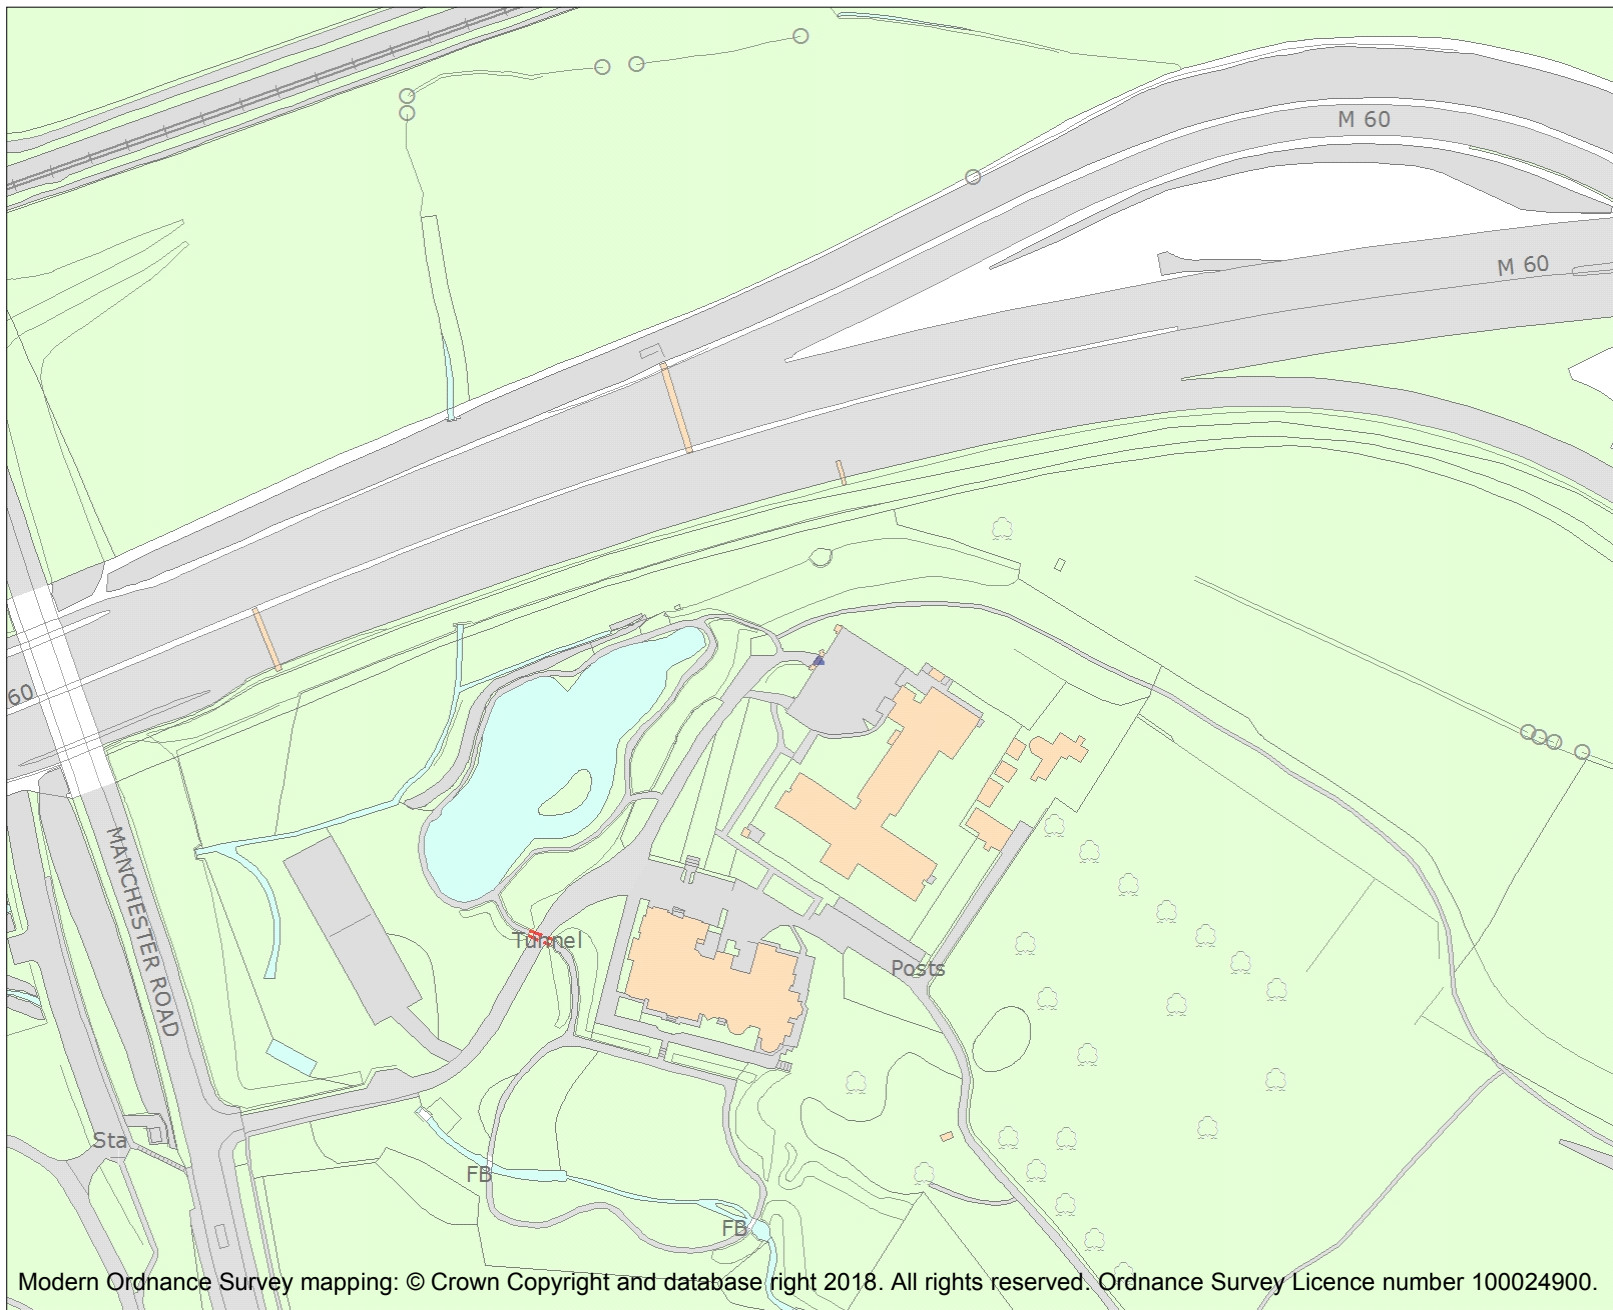 M 60
M 60
60
MANCHESTER ROAD
Tunnel
Posts
Sta
FB
FB
Modern Ordnance Survey mapping: © Crown Copyright and database right 2018. All rights reserved. Ordnance Survey Licence number 100024900.